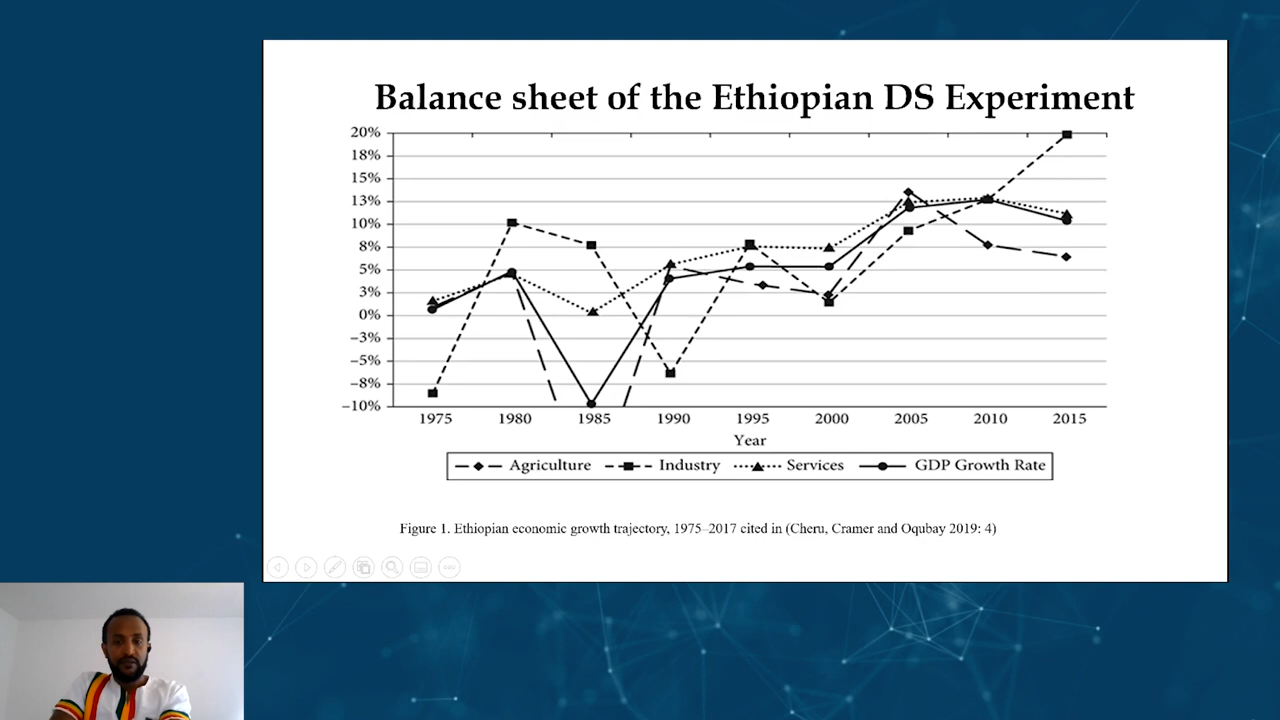 Balance sheet of the Ethiopian DS Experiment
20%
18%
15%
13%
10%
8%
5%
3%
0%
–3%
–5%
–8%
–10%
1975 1980 1985 1990 1995 2000 2005 2010 2015
Year
Agriculture Industry Services GDP Growth Rate
Figure 1. Ethiopian economic growth trajectory, 1975–2017 cited in (Cheru, Cramer and Oqubay 2019: 4)